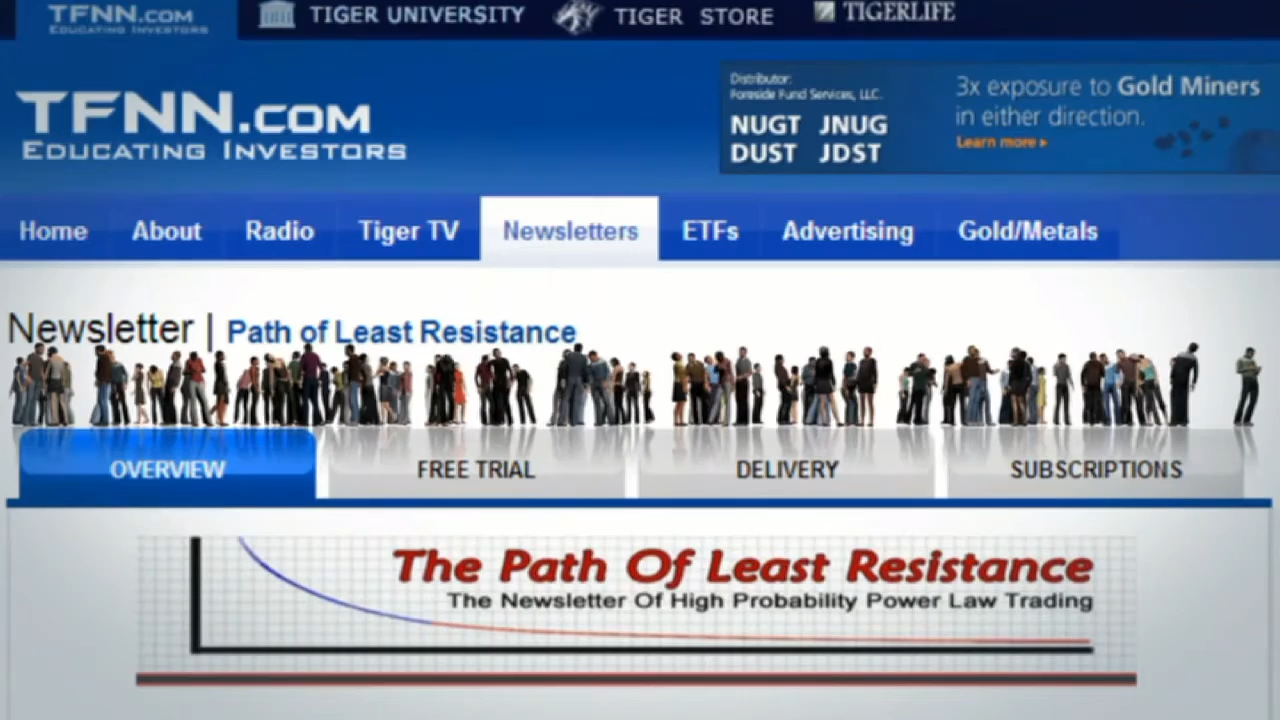 TFNN.COM
EDUCATING INVESTORS
TIGER UNIVERSITY
TIGER STORE
TIGERLIFE
TFNN.COM
EDUCATING INVESTORS
Distributor:
Foreside Fund Services, LLC.
NUGT JNUG
DUST JDST
3x exposure to Gold Miners
in either direction.
Learn more
Home About Radio Tiger TV Newsletters ETFs Advertising Gold/Metals
Newsletter | Path of Least Resistance
OVERVIEW FREE TRIAL DELIVERY SUBSCRIPTIONS
The Path Of Least Resistance
The Newsletter Of High Probability Power Law Trading